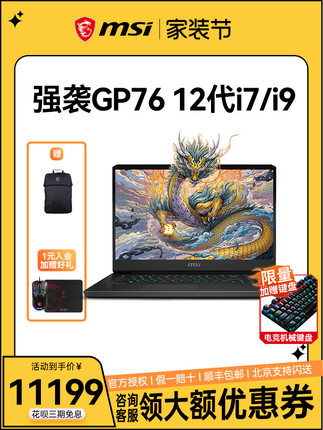 msi 家装节
强袭GP76 12代i7/i9
赠
1元入会
加赠好礼
msi
限量
加赠键盘
电竞机械键盘
活动到手价
11199
花呗三期免息
官方授权 | 假一赔十 | 顺丰包邮 | 北京支持闪送
咨询客服
领大额优惠券